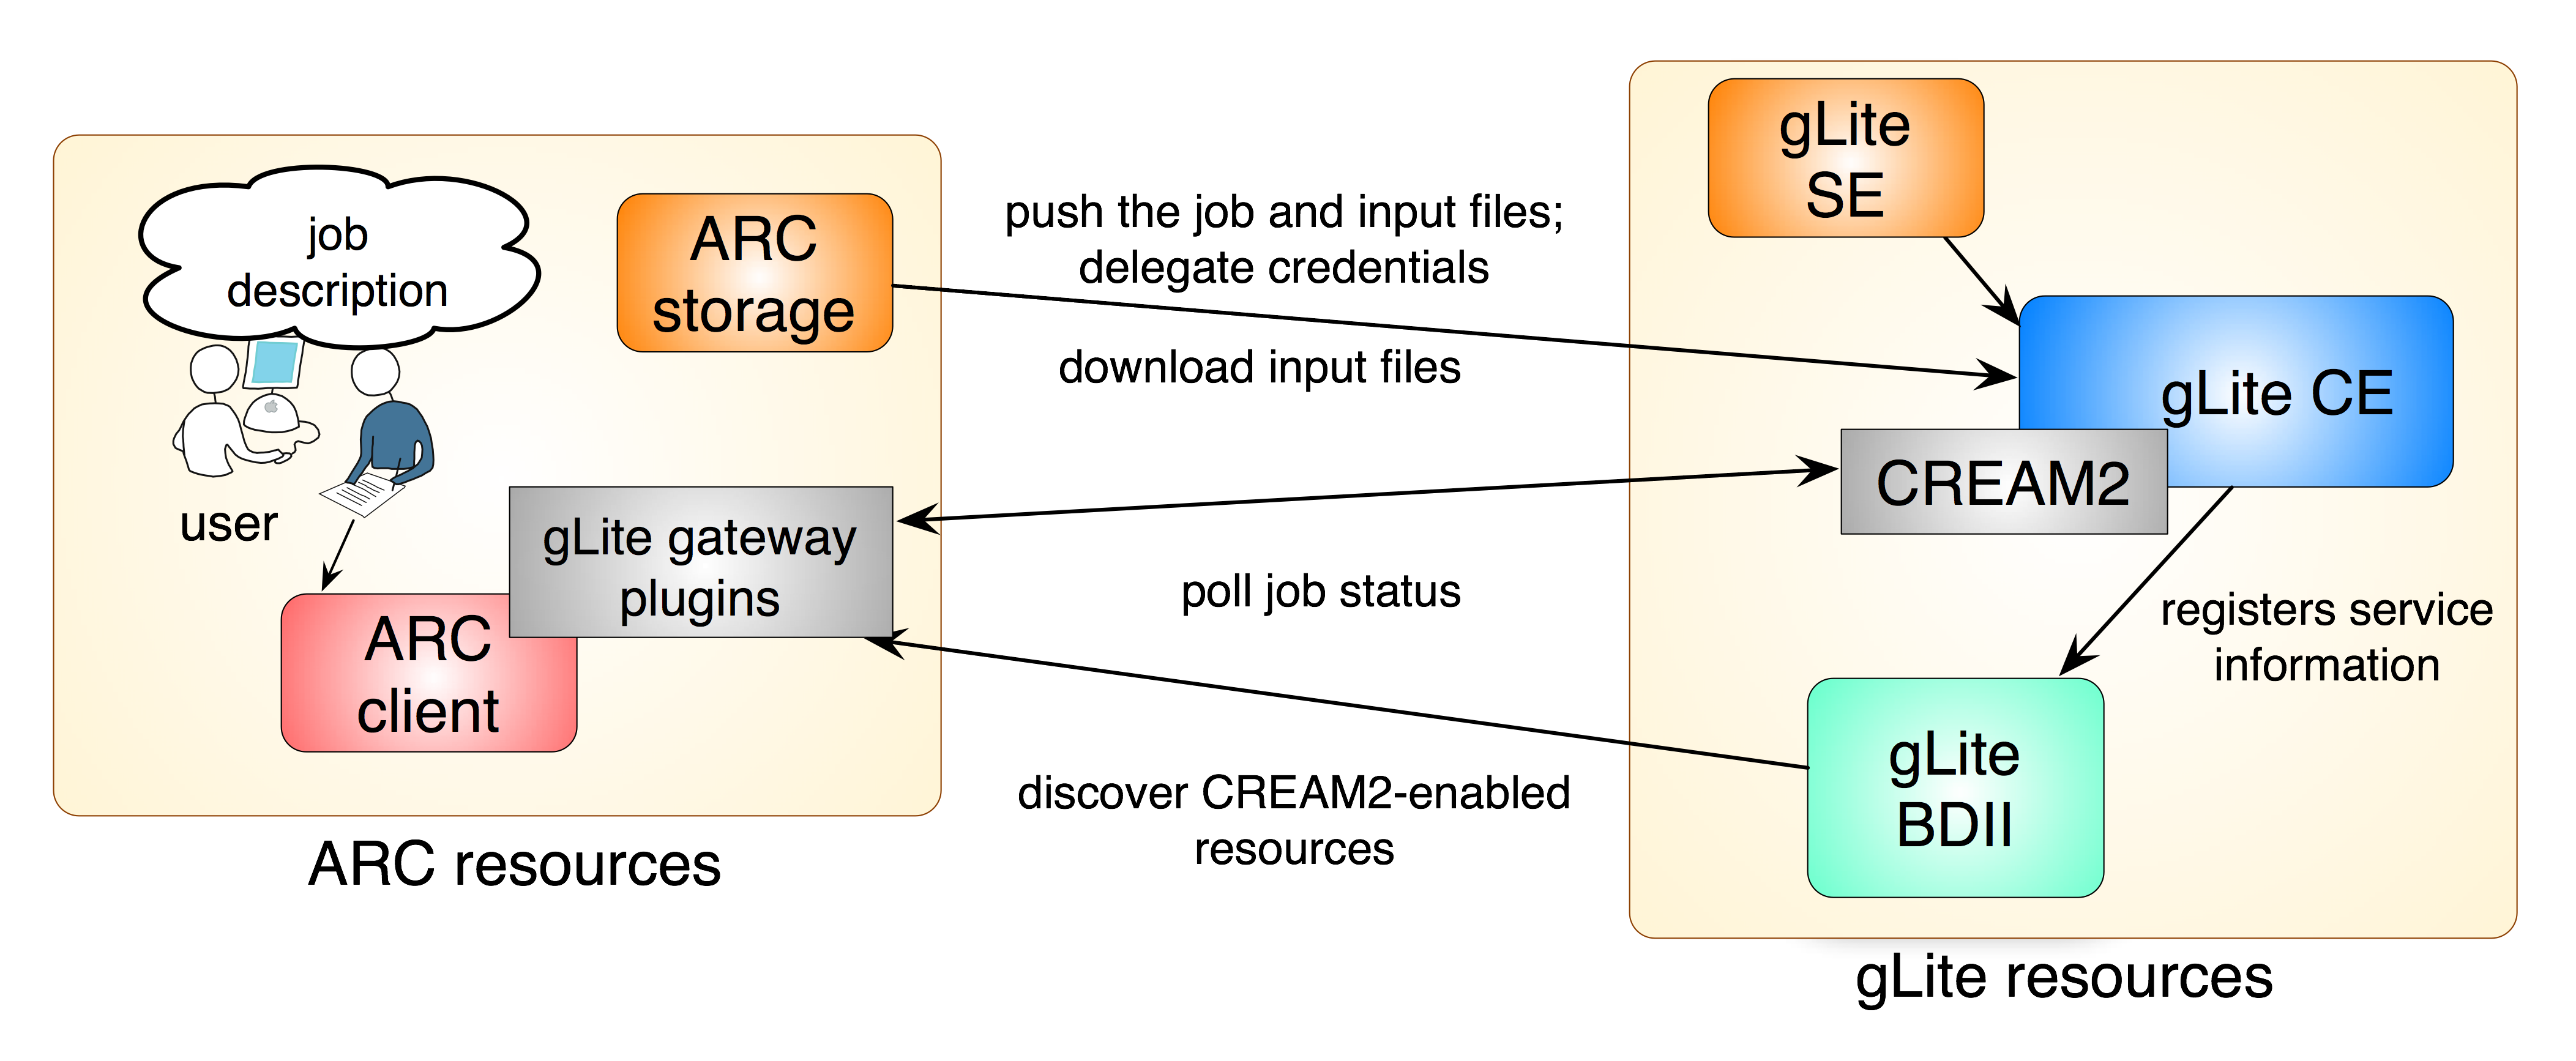 job
description
user
ARC
storage
gLite gateway
plugins
ARC
client
ARC resources
push the job and input files;
delegate credentials
download input files
poll job status
discover CREAM2-enabled
resources
gLite
SE
gLite CE
CREAM2
registers service
information
gLite
BDII
gLite resources